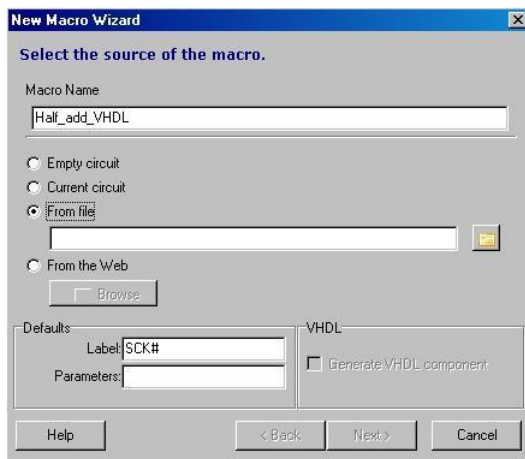 New Macro Wizard
Select the source of the macro.
Macro Name
Half_add_VHDL
Empty circuit
Current circuit
From file
From the Web
Browse
Defaults
Label: SCK#
Parameters:
VHDL
Generate VHDL component
Help
< Back
Next >
Cancel